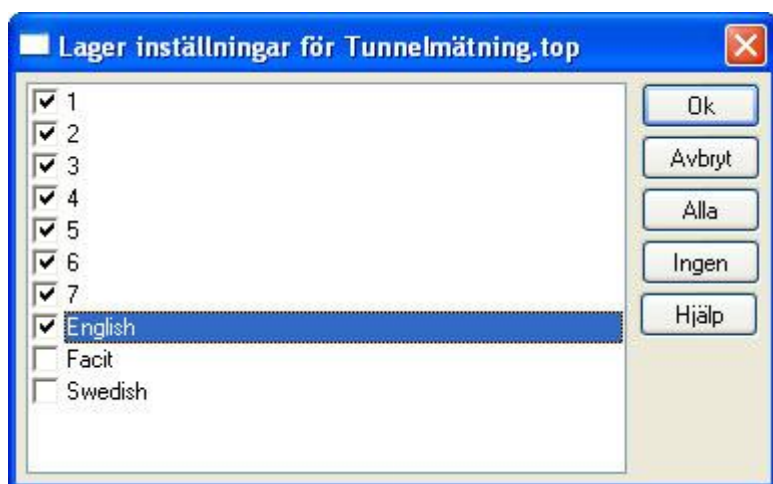 Lager inställningar för Tunnelmätning.top
1
2
3
4
5
6
7
English
Facit
Swedish
Ok
Avbryt
Alla
Ingen
Hjälp